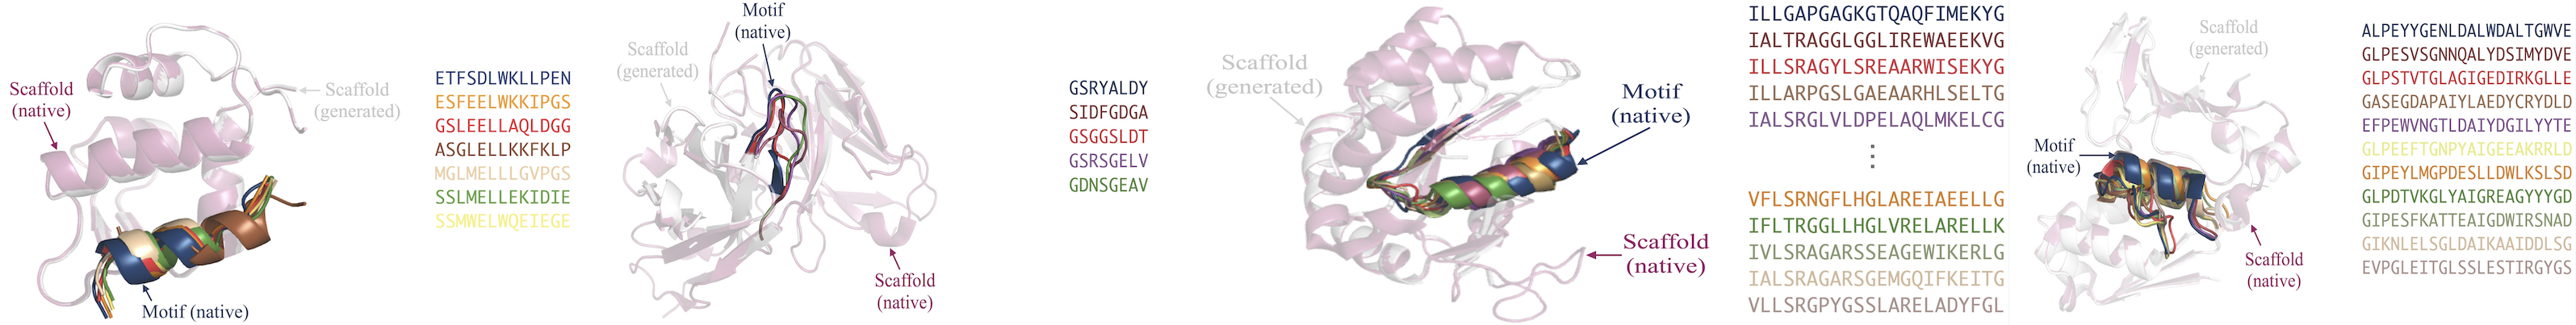 Scaffold
(native)
Scaffold
(generated)
Motif (native)
ETFSDLWKLLPEN
ESFEELWKKIPGS
GSLEELLAQLDGG
ASGLELLKKFKLP
MGLMELLLGVPGS
SSLMELLEKIDIE
SSMWELWQEIEGE
Motif
(native)
Scaffold
(generated)
Scaffold
(native)
GSRYALDY
SIDFGDGA
GSGGSLDT
GSRSGELV
GDNSGEAV
Scaffold
(generated)
Motif
(native)
Scaffold
(native)
ILLGAPGAGKGTQAQFIMEKYG
IALTRAGGLGGLIREWAEEKVG
ILLSRAGYLSREAARWISEKYG
ILLARPGSLGAEAARHLSELTG
IALSRGLVLDPELAQLMKELCG
⋮
VFLSRNGFLHGLAREIAEELLG
IFLTRGGLLHGLVRELARELLK
IVLSRAGARSSEAGEWIKERLG
IALSRAGARSGEMGQIFKEITG
VLLSRGPYGSSLARELADYFGL
Scaffold
(generated)
Motif
(native)
Scaffold
(native)
ALPEYYGENLDALWDALTGWVE
GLPESVSGNNQALYDSIMYDVE
GLPSTVTGLAGIGEDIRKGLLE
GASEGDAPAIYLAEDYCRYDLD
EFPEWVNGTLDAIYDGILYYTE
GLPEEFTGNPYAIGEEAKRRLD
GIPEYLMGPDESLLDWLKSLSD
GLPDTVKGLYAIGREAGYYYGD
GIPESFKATTEAIGDWIRSNAD
GIKNLELSGLDAIKAAIDDLSG
EVPGLEITGLSSLESTIRGYGS